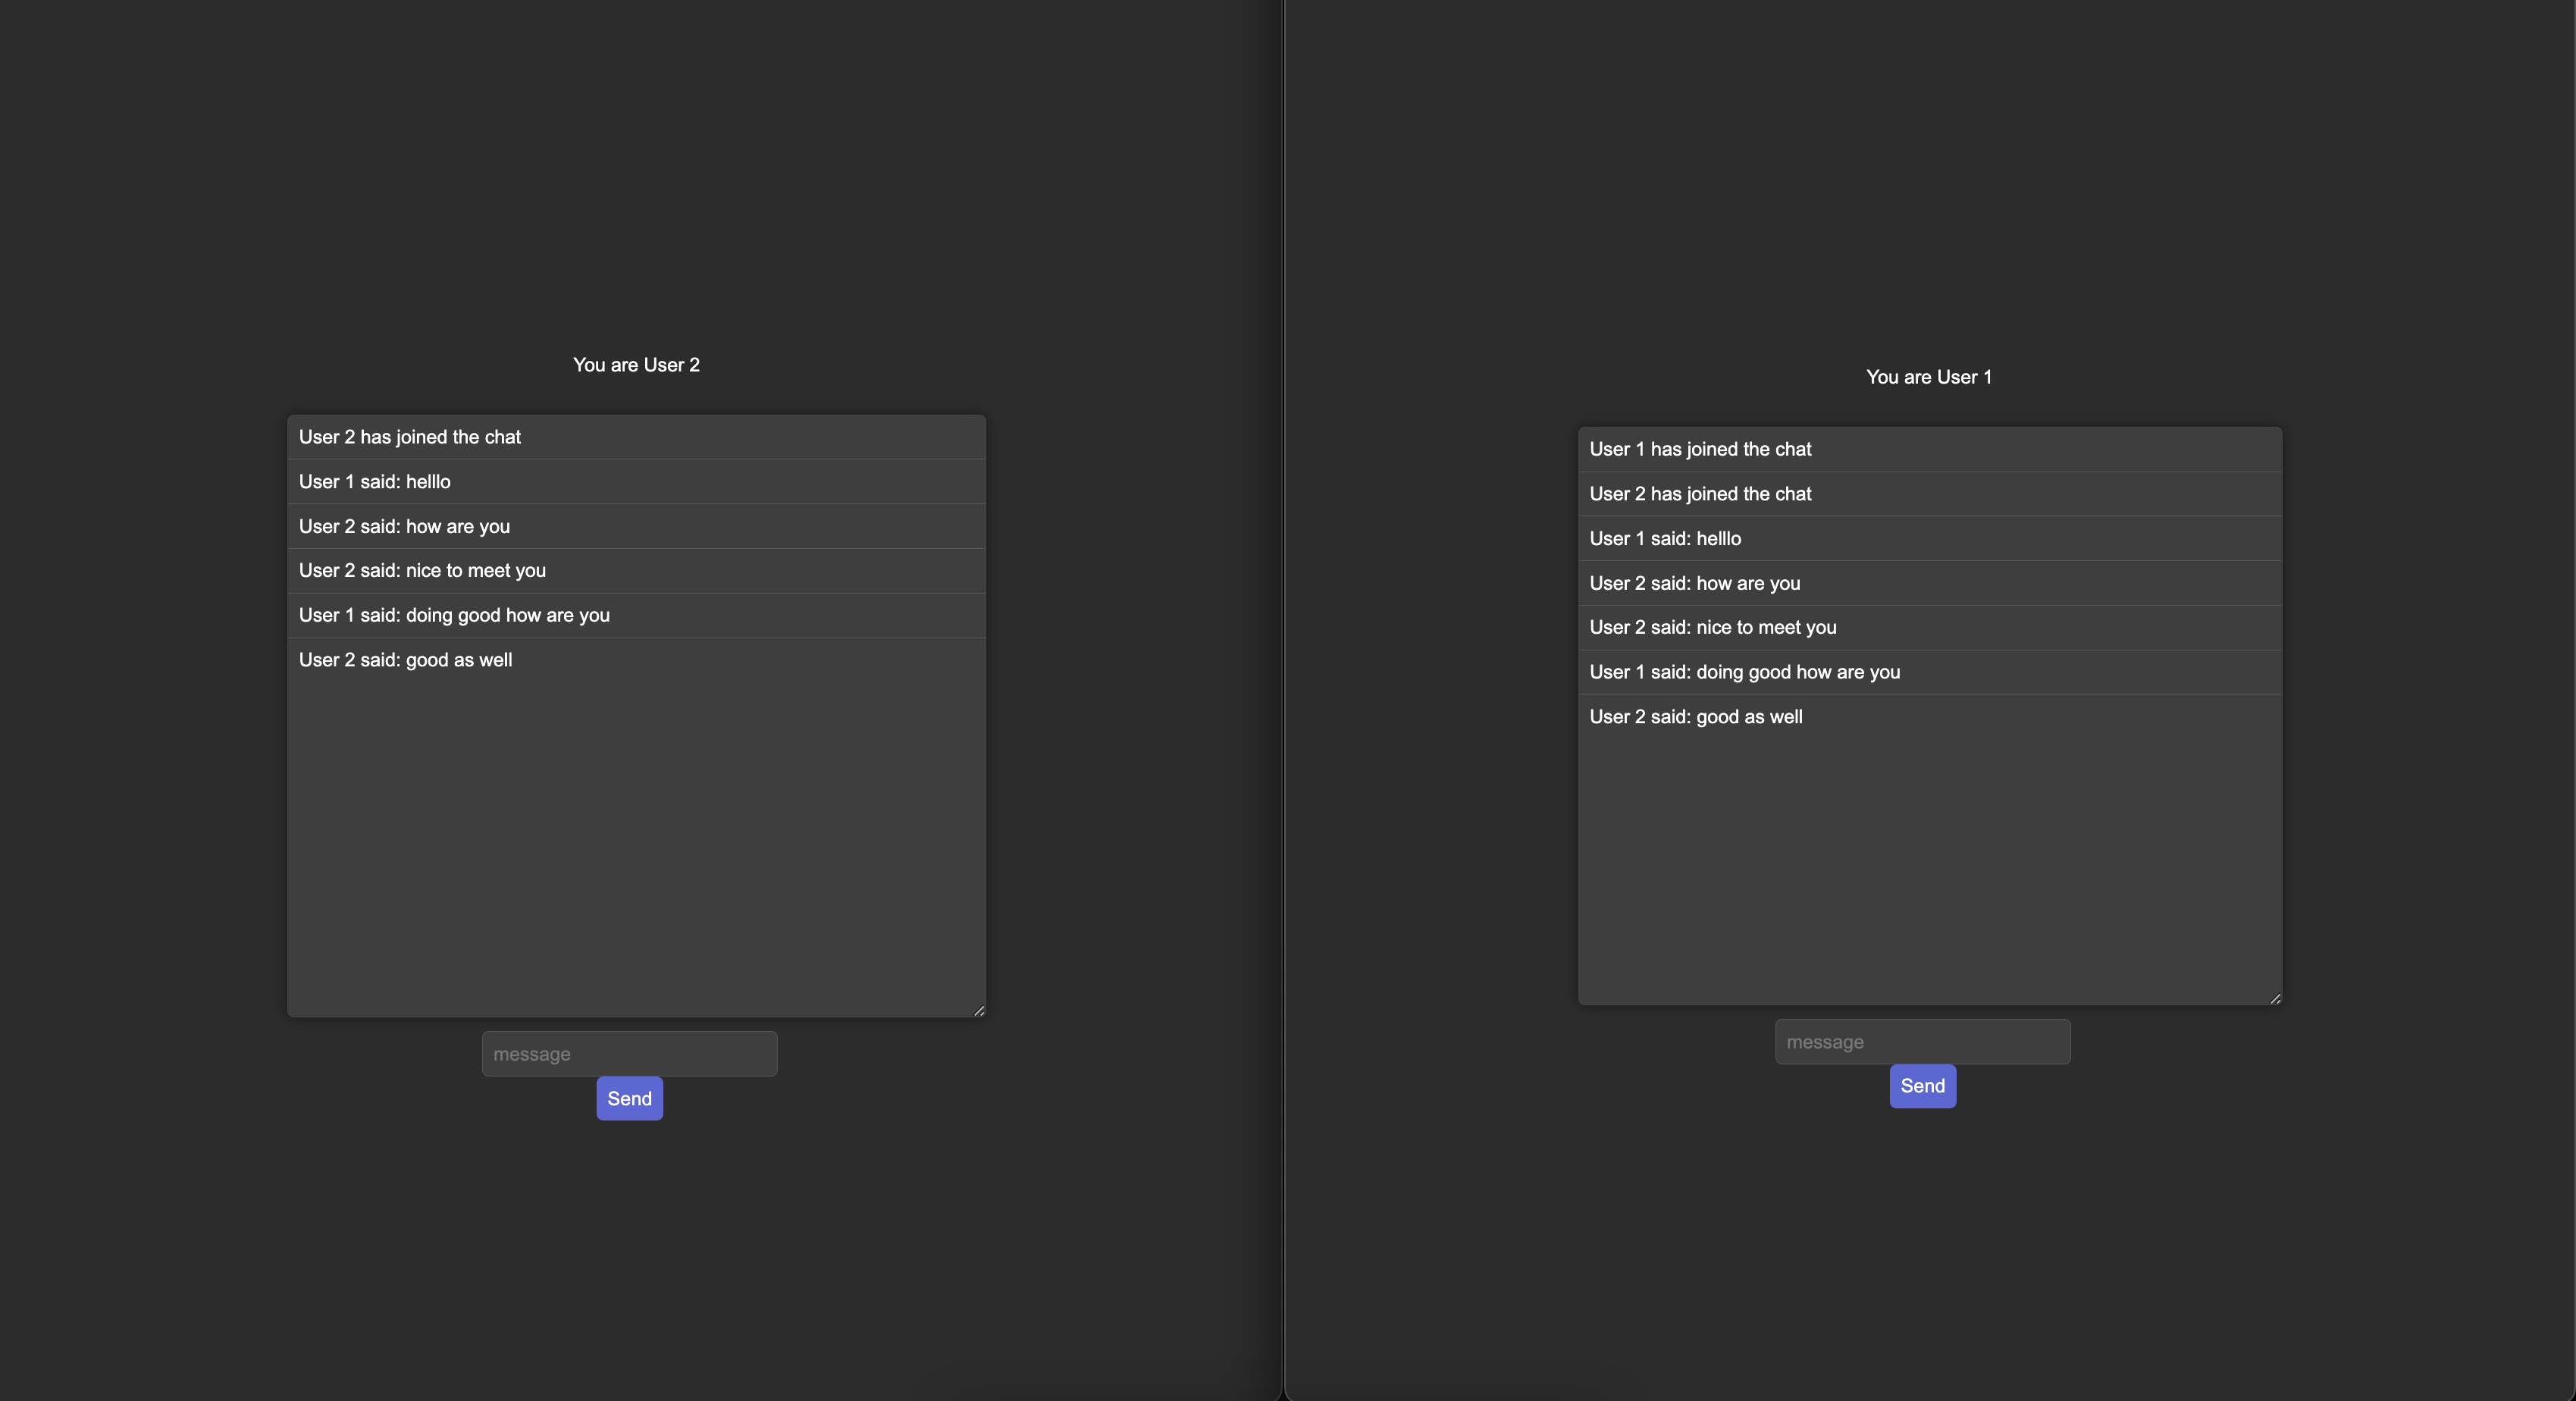 You are User 2
User 2 has joined the chat
User 1 said: helllo
User 2 said: how are you
User 2 said: nice to meet you
User 1 said: doing good how are you
User 2 said: good as well
message
Send
You are User 1
User 1 has joined the chat
User 2 has joined the chat
User 1 said: helllo
User 2 said: how are you
User 2 said: nice to meet you
User 1 said: doing good how are you
User 2 said: good as well
message
Send